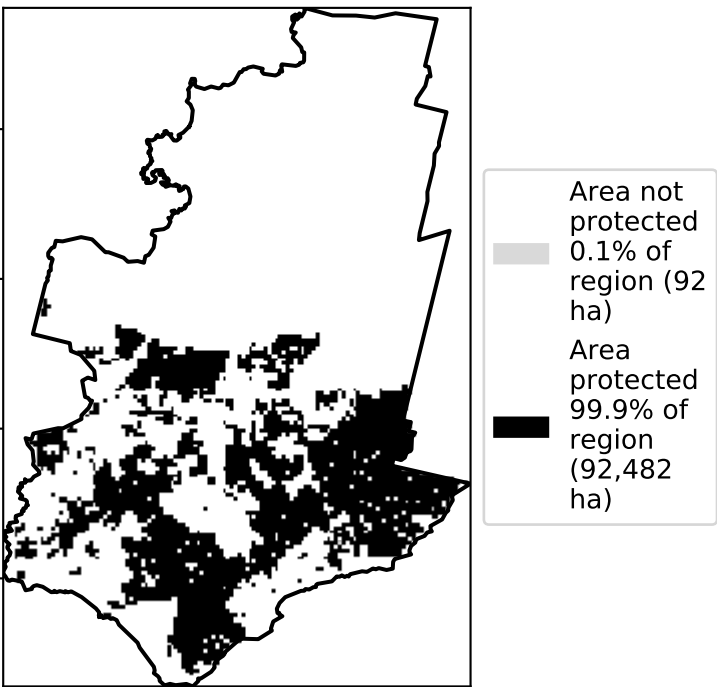 Area not
protected
0.1% of
region (92
ha)
Area
protected
99.9% of
region
(92,482
ha)